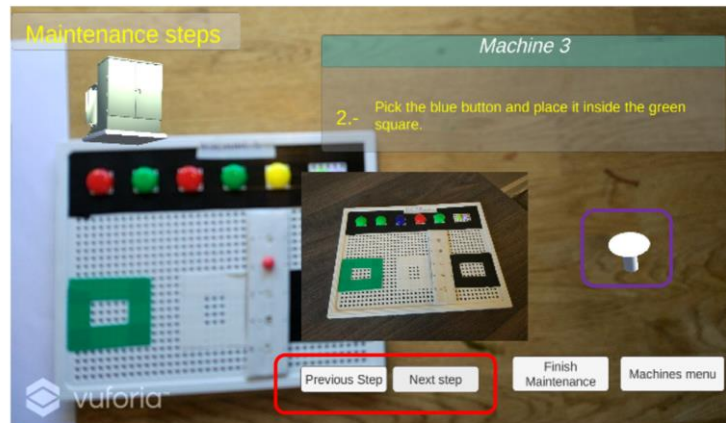 Maintenance steps
Machine 3
2.- Pick the blue button and place it inside the green
square.
Previous Step
Next step
Finish
Maintenance
Machines menu
vuforia